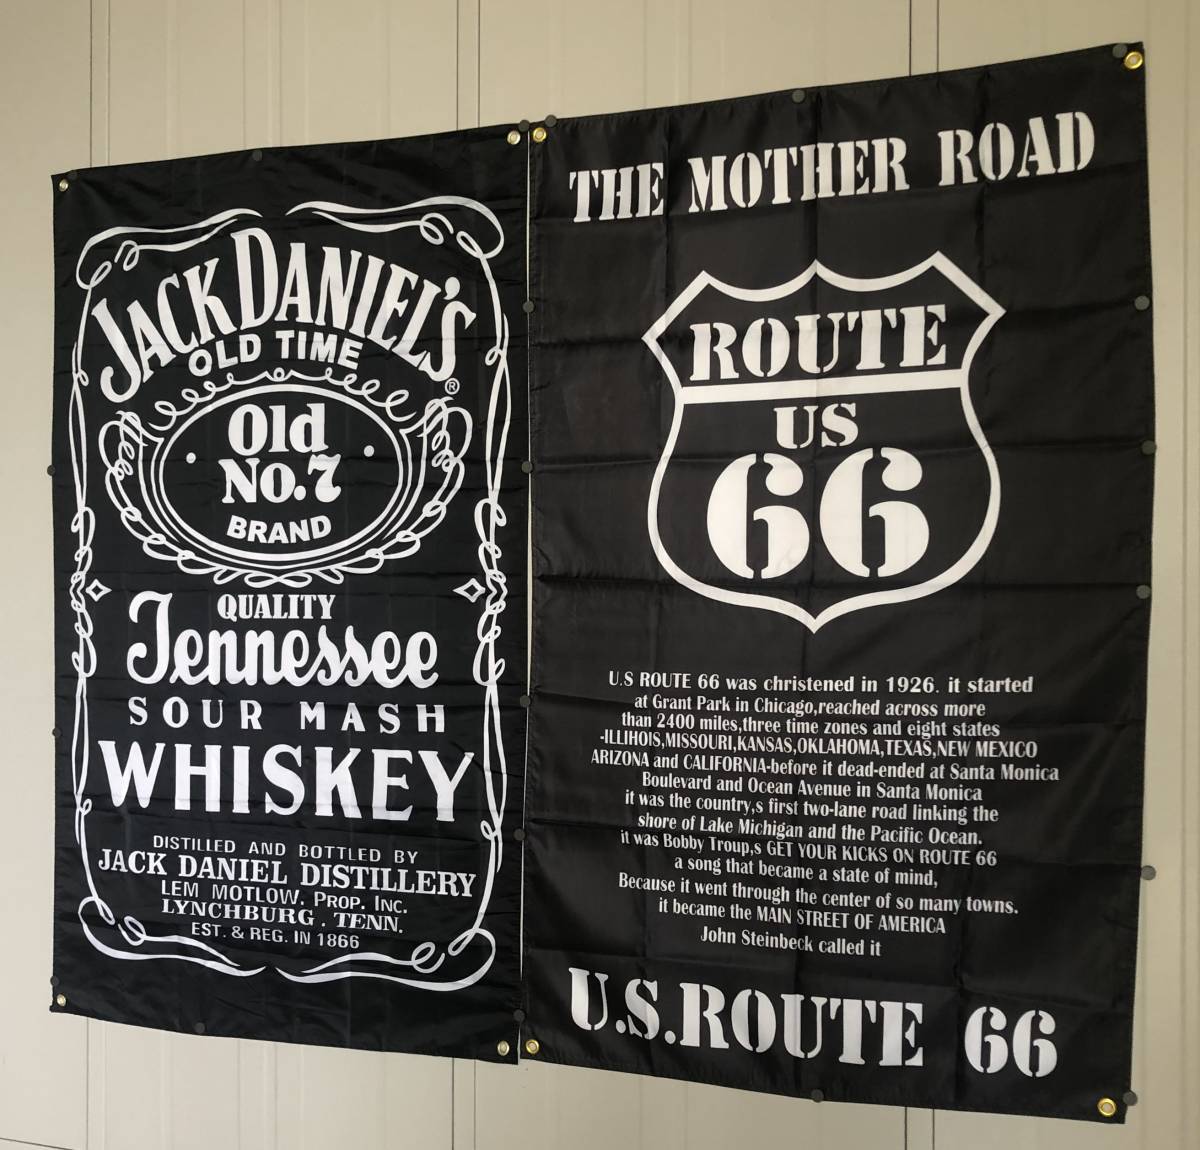 JACK DANIEL'S
OLD TIME
®
Old
No.7
BRAND
QUALITY
Tennessee
SOUR MASH
WHISKEY
DISTILLED AND BOTTLED BY
JACK DANIEL DISTILLERY
LEM MOTLOW. PROP. INC.
LYNCHBURG . TENN.
EST. & REG. IN 1866
THE MOTHER ROAD
ROUTE
US
66
U.S ROUTE 66 was christened in 1926. it started
at Grant Park in Chicago,reached across more
than 2400 miles,three time zones and eight states
-ILLIHOIS,MISSOURI,KANSAS,OKLAHOMA,TEXAS,NEW MEXICO
ARIZONA and CALIFORNIA-before it dead-ended at Santa Monica
Boulevard and Ocean Avenue in Santa Monica
it was the country,s first two-lane road linking the
shore of Lake Michigan and the Pacific Ocean.
it was Bobby Troup,s GET YOUR KICKS ON ROUTE 66
a song that became a state of mind,
Because it went through the center of so many towns.
it became the MAIN STREET OF AMERICA
John Steinbeck called it
U.S.ROUTE 66